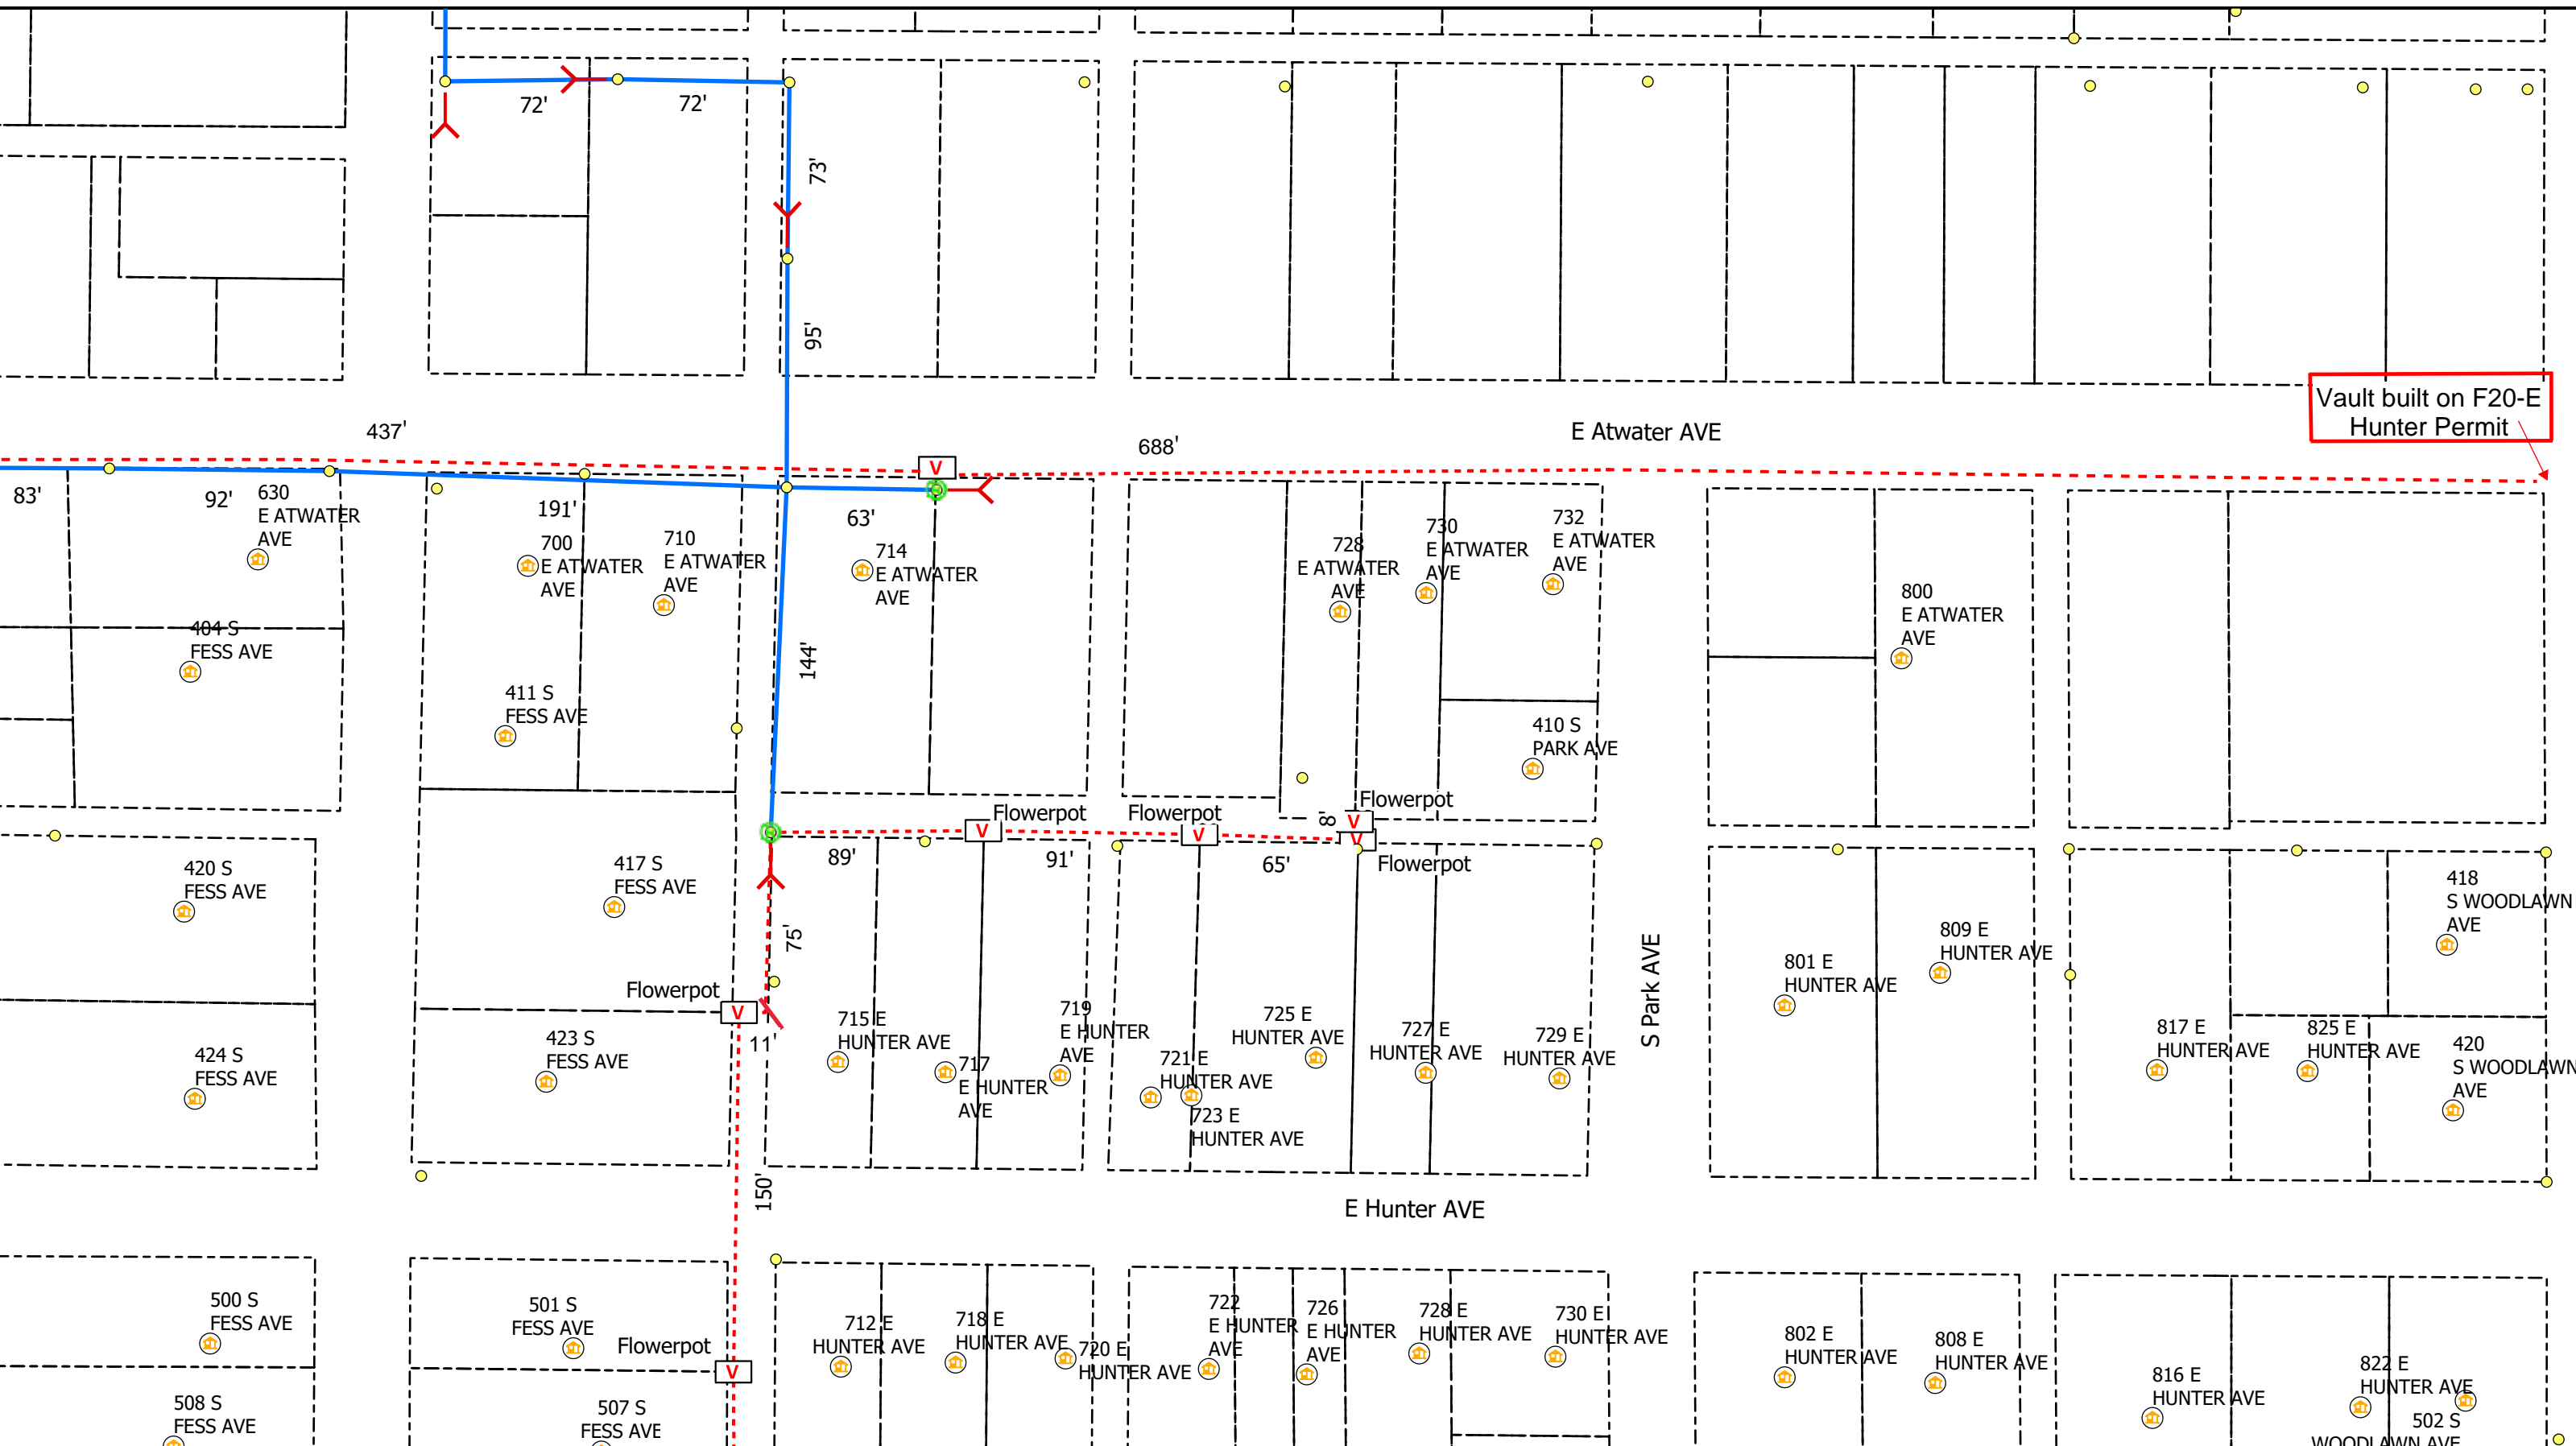 72'
72'
73'
95'
Vault built on F20-E
Hunter Permit
437'
688'
E Atwater AVE
V
83'
92'
630
E ATWATER
AVE
191'
63'
700
E ATWATER
AVE
710
E ATWATER
AVE
714
E ATWATER
AVE
728
E ATWATER
AVE
730
E ATWATER
AVE
732
E ATWATER
AVE
800
E ATWATER
AVE
404 S
FESS AVE
144'
411 S
FESS AVE
410 S
PARK AVE
Flowerpot
Flowerpot
Flowerpot
8'
V
V
V
V
Flowerpot
89'
91'
65'
420 S
FESS AVE
417 S
FESS AVE
75'
418
S WOODLAWN
AVE
S Park AVE
801 E
HUNTER AVE
809 E
HUNTER AVE
Flowerpot
V
11'
424 S
FESS AVE
423 S
FESS AVE
715 E
HUNTER AVE
717
E HUNTER
AVE
719
E HUNTER
AVE
721 E
HUNTER AVE
723 E
HUNTER AVE
725 E
HUNTER AVE
727 E
HUNTER AVE
729 E
HUNTER AVE
817 E
HUNTER AVE
825 E
HUNTER AVE
420
S WOODLAWN
AVE
150'
E Hunter AVE
500 S
FESS AVE
501 S
FESS AVE
Flowerpot
V
712 E
HUNTER AVE
718 E
HUNTER AVE
720 E
HUNTER AVE
722
E HUNTER
AVE
726
E HUNTER
AVE
728 E
HUNTER AVE
730 E
HUNTER AVE
802 E
HUNTER AVE
808 E
HUNTER AVE
816 E
HUNTER AVE
822 E
HUNTER AVE
508 S
FESS AVE
507 S
FESS AVE
502 S
WOODLAWN AVE